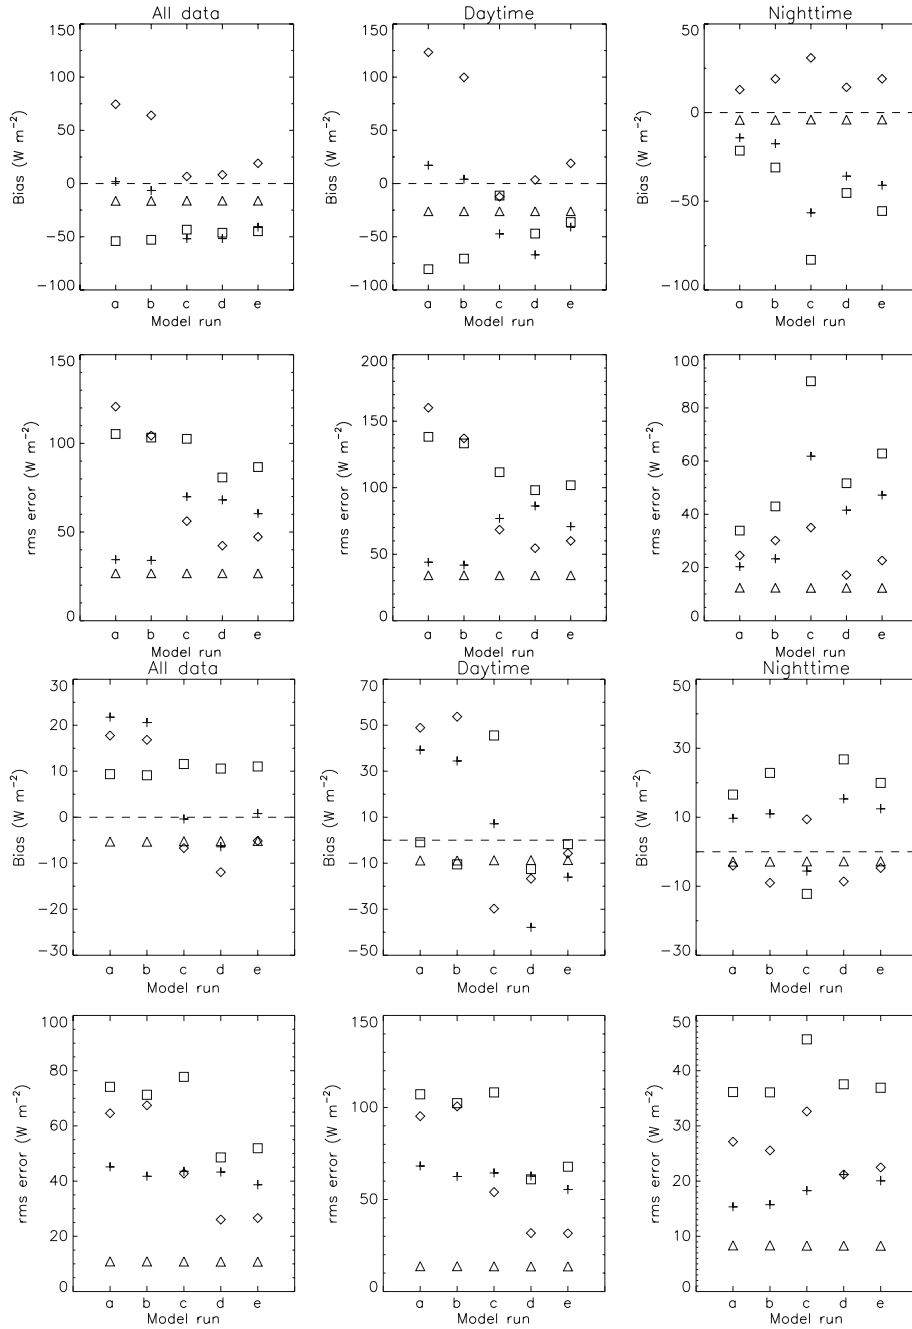 All data
Daytime
Nighttime
150
100
50
0
−50
−100
Bias (W m−2)
a b c d e
Model run
150
100
50
0
−50
−100
Bias (W m−2)
a b c d e
Model run
50
0
−50
−100
Bias (W m−2)
a b c d e
Model run
150
100
50
0
rms error (W m−2)
a b c d e
Model run
200
150
100
50
0
rms error (W m−2)
a b c d e
Model run
100
80
60
40
20
0
rms error (W m−2)
a b c d e
Model run
All data
Daytime
Nighttime
30
20
10
0
−10
−20
−30
Bias (W m−2)
a b c d e
Model run
70
50
30
10
−10
−30
−50
Bias (W m−2)
a b c d e
Model run
50
30
10
−10
−30
Bias (W m−2)
a b c d e
Model run
100
80
60
40
20
0
rms error (W m−2)
a b c d e
Model run
150
100
50
0
rms error (W m−2)
a b c d e
Model run
50
40
30
20
10
0
rms error (W m−2)
a b c d e
Model run